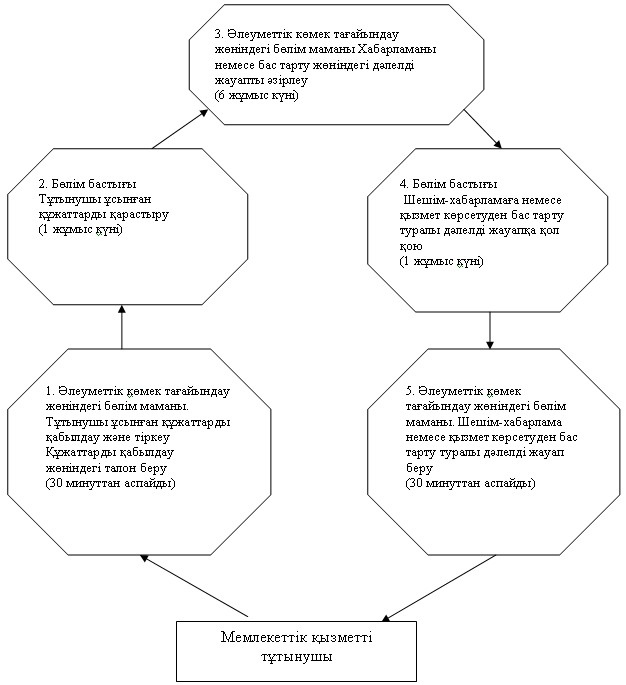 3. Әлеуметтік көмек тағайындау
жөніндегі бөлім маманы Хабарламаны
немесе бас тарту жөніндегі дәлелді
жауапты әзірлеу
(6 жұмыс күні)
2. Бөлім бастығы
Тұтынушы ұсынған
құжаттарды қарастыру
(1 жұмыс күні)
4. Бөлім бастығы
Шешім-хабарламаға немесе
қызмет көрсетуден бас тарту
туралы дәлелді жауапқа қол
қою
(1 жұмыс күні)
1. Әлеуметтік көмек тағайындау
жөніндегі бөлім маманы.
Тұтынушы ұсынған құжаттарды
қабылдау және тіркеу
Құжаттарды қабылдау
жөніндегі талон беру
(30 минуттан аспайды)
5. Әлеуметтік көмек
тағайындау жөніндегі бөлім
маманы. Шешім-хабарлама
немесе қызмет көрсетуден бас
тарту туралы дәлелді жауап
беру
(30 минуттан аспайды)
Мемлекеттік қызметті
тұтынушы